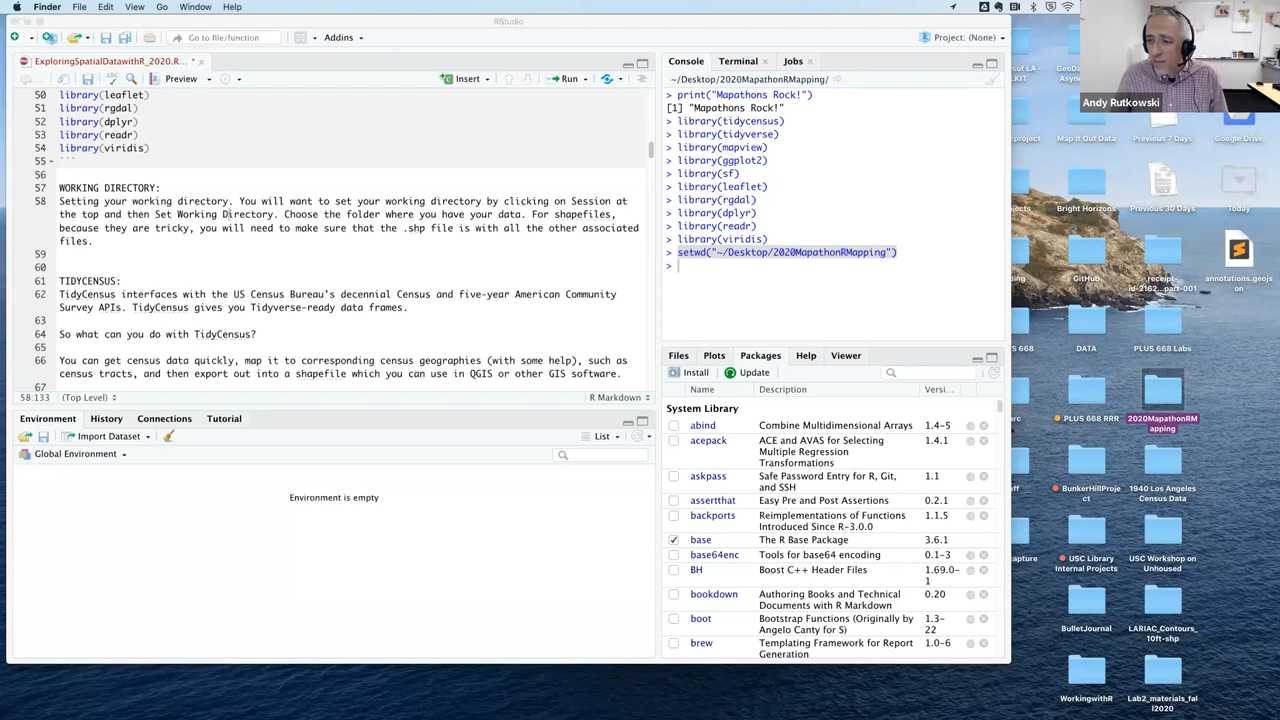 Finder File Edit View Go Window Help
RStudio
Go to file/function
Addins
Project: (None)
ExploringSpatialDatawithR_2020.R... *
Preview
Insert
Run
50 library(leaflet)
51 library(rgdal)
52 library(dplyr)
53 library(readr)
54 library(viridis)
55 ```
56
57 WORKING DIRECTORY:
58 Setting your working directory. You will want to set your working directory by clicking on Session at
the top and then Set Working Directory. Choose the folder where you have your data. For shapefiles,
because they are tricky, you will need to make sure that the .shp file is with all the other associated
files.
59
60
61 TIDYCENSUS:
62 TidyCensus interfaces with the US Census Bureau's decennial Census and five-year American Community
Survey APIs. TidyCensus gives you Tidyverse-ready data frames.
63
64 So what can you do with TidyCensus?
65
66 You can get census data quickly, map it to corresponding census geographies (with some help), such as
census tracts, and then export out into a shapefile which you can use in QGIS or other GIS software.
67
58:133 (Top Level) R Markdown
Environment History Connections Tutorial
Import Dataset
List
Global Environment
Environment is empty
Console Terminal Jobs
~/Desktop/2020MapathonRMapping/
> print("Mapathons Rock!")
[1] "Mapathons Rock!"
> library(tidycensus)
> library(tidyverse)
> library(mapview)
> library(ggplot2)
> library(sf)
> library(leaflet)
> library(rgdal)
> library(dplyr)
> library(readr)
> library(viridis)
> setwd("~/Desktop/2020MapathonRMapping")
>
Files Plots Packages Help Viewer
Install Update
Name Description Versi...
System Library
abind Combine Multidimensional Arrays 1.4-5
acepack ACE and AVAS for Selecting Multiple Regression Transformations 1.4.1
askpass Safe Password Entry for R, Git, and SSH 1.1
assertthat Easy Pre and Post Assertions 0.2.1
backports Reimplementations of Functions Introduced Since R-3.0.0 1.1.5
base The R Base Package 3.6.1
base64enc Tools for base64 encoding 0.1-3
BH Boost C++ Header Files 1.69.0-1
bookdown Authoring Books and Technical Documents with R Markdown 0.20
boot Bootstrap Functions (Originally by Angelo Canty for S) 1.3-22
brew Templating Framework for Report Generation 1.0-6
Andy Rutkowski
Map It Out Data
Previous 7 Days
Google Drive
Bright Horizons
Previous 30 Days
Today
GitHub
receipt-id-2162...part-001
annotations.geojson
DATA
PLUS 668 Labs
PLUS 668 RRR
2020MapathonRMapping
BunkerHillProject
1940 Los Angeles Census Data
USC Library Internal Projects
USC Workshop on Unhoused
BulletJournal
LARIAC_Contours_10ft-shp
WorkingwithR
Lab2_materials_fall2020